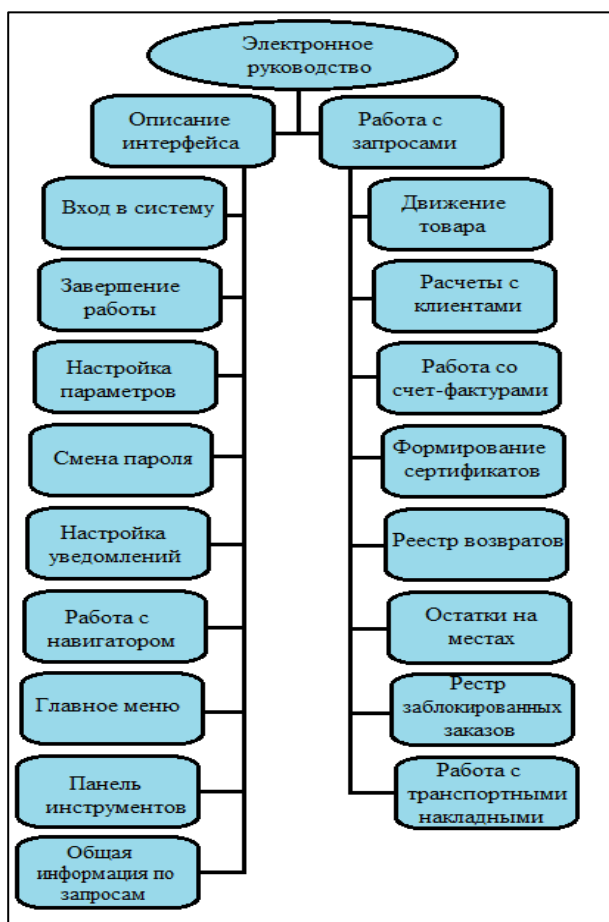 Электронное
руководство
Описание
интерфейса
Вход в систему
Завершение
работы
Настройка
параметров
Смена пароля
Настройка
уведомлений
Работа с
навигатором
Главное меню
Панель
инструментов
Общая
информация по
запросам
Работа с
запросами
Движение
товара
Расчеты с
клиентами
Работа со
счет-фактурами
Формирование
сертификатов
Реестр возвратов
Остатки на
местах
Рестр
заблокированных
заказов
Работа с
транспортными
накладными